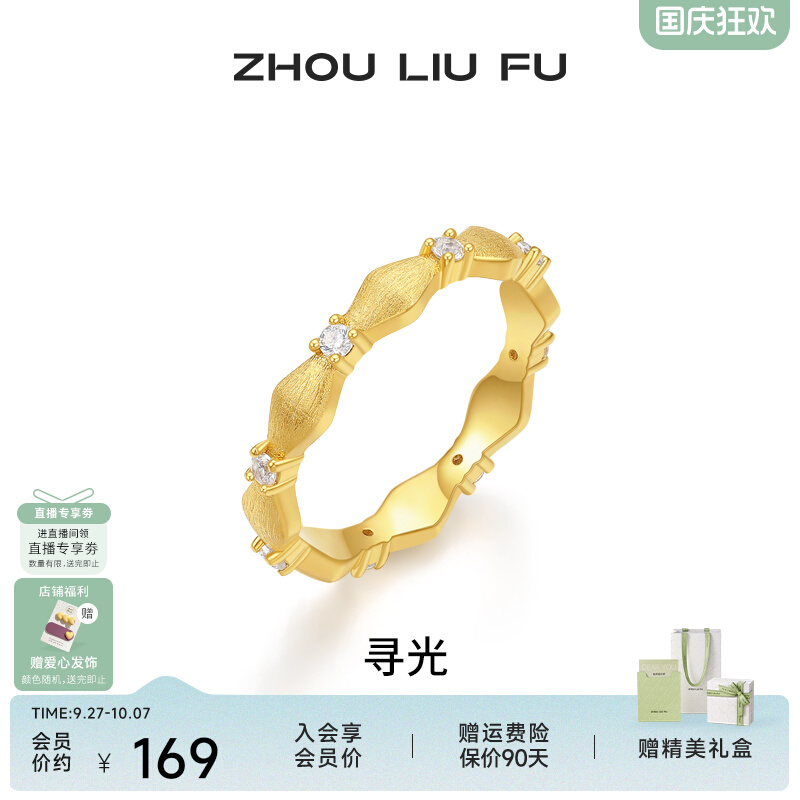 国庆狂欢
ZHOU LIU FU
直播专享券
进直播间领
直播专享券
数量有限,送完即止
店铺福利
赠
赠爱心发饰
颜色随机,送完即止
寻光
TIME:9.27-10.07
会员
价约
¥ 169
入会享
会员价
赠运费险
保价90天
赠精美礼盒
ZHOU LIU FU